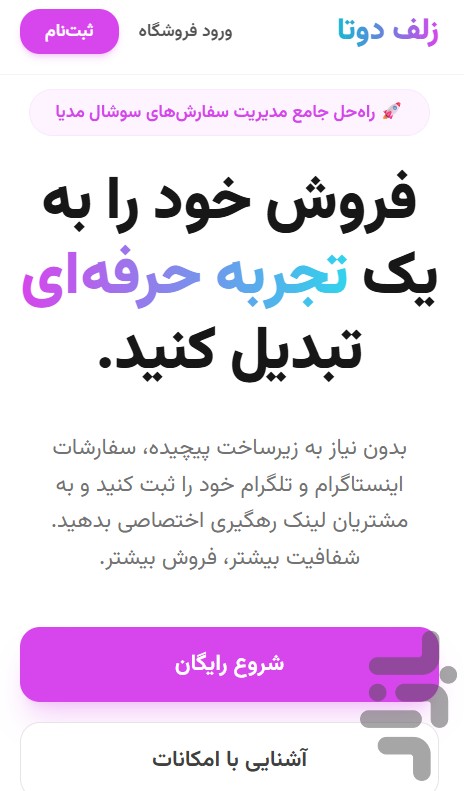 زلف دوتا
ورود فروشگاه
ثبت‌نام
🚀 راه‌حل جامع مدیریت سفارش‌های سوشال مدیا
فروش خود را به
یک تجربه حرفه‌ای
تبدیل کنید.
بدون نیاز به زیرساخت پیچیده، سفارشات
اینستاگرام و تلگرام خود را ثبت کنید و به
مشتریان لینک رهگیری اختصاصی بدهید.
شفافیت بیشتر، فروش بیشتر.
شروع رایگان
آشنایی با امکانات